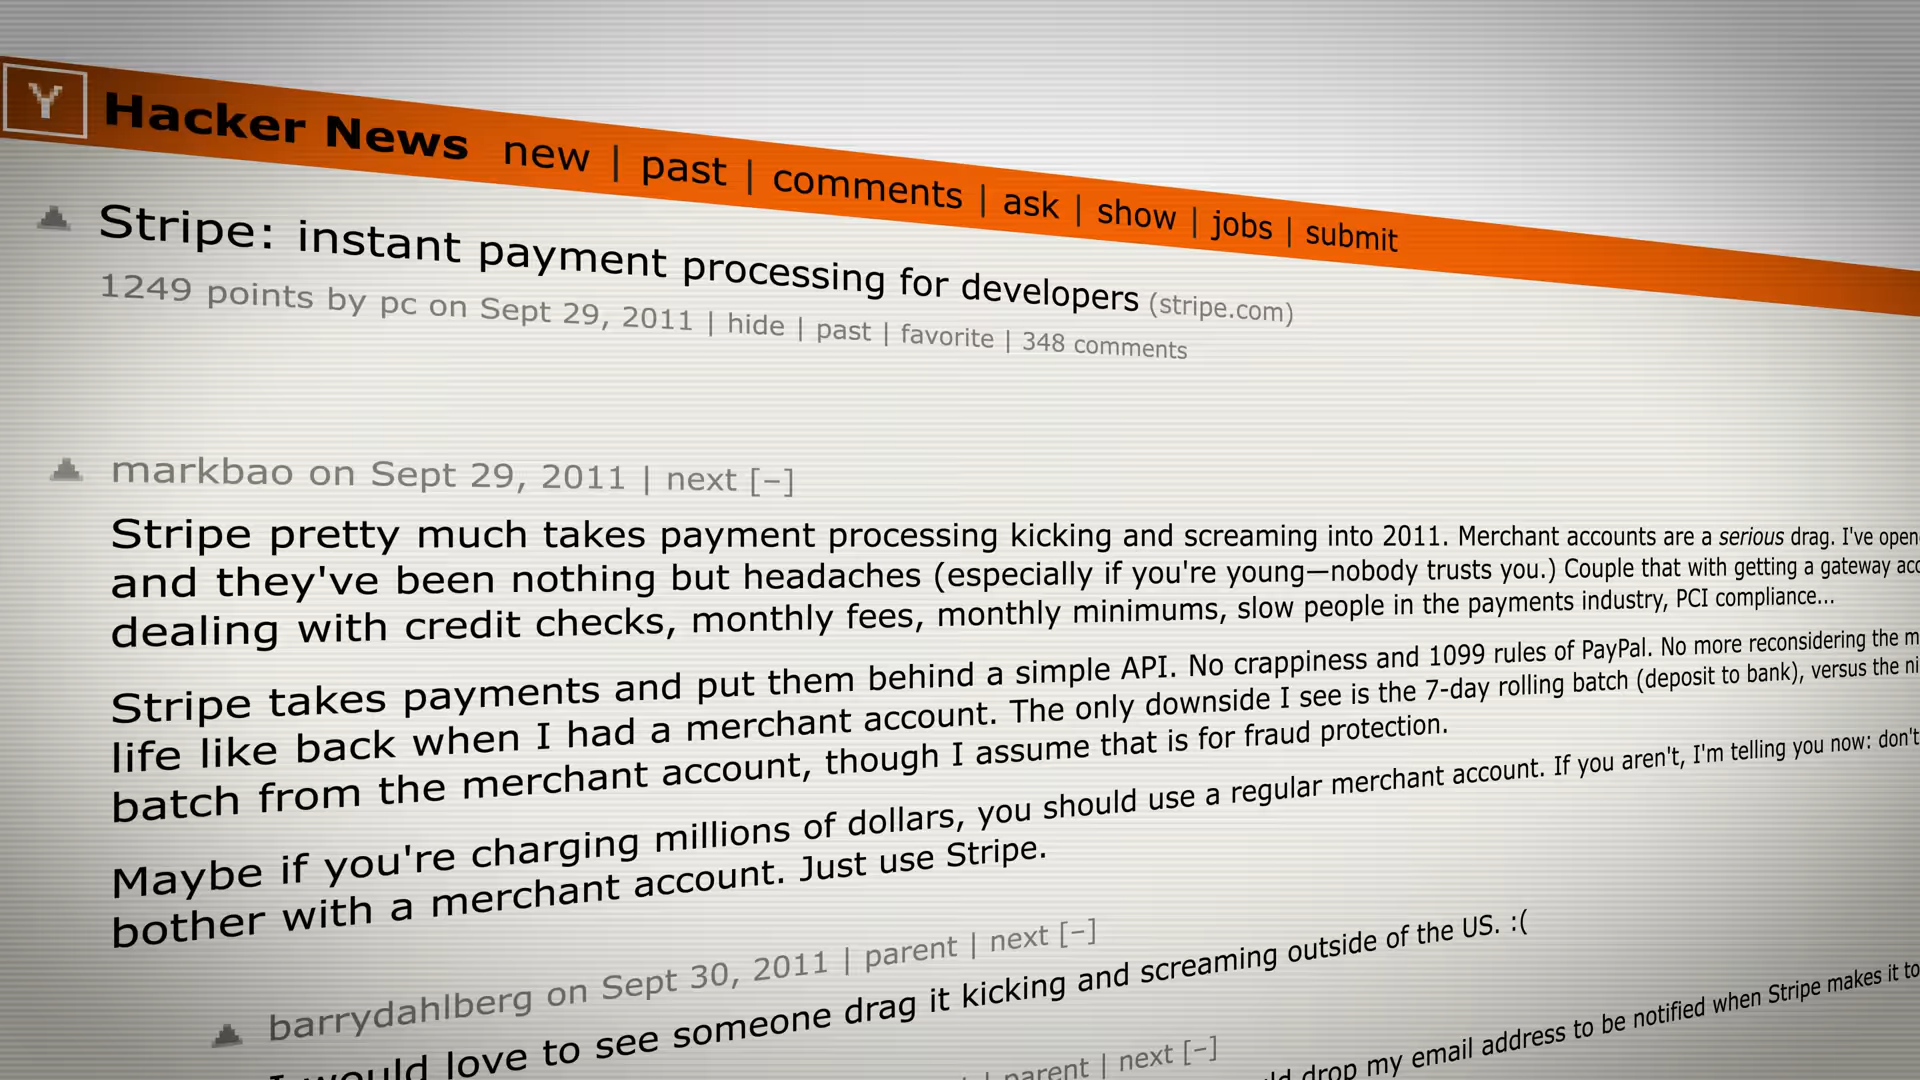 Y Hacker News new | past | comments | ask | show | jobs | submit
Stripe: instant payment processing for developers (stripe.com)
1249 points by pc on Sept 29, 2011 | hide | past | favorite | 348 comments
markbao on Sept 29, 2011 | next [–]
Stripe pretty much takes payment processing kicking and screaming into 2011. Merchant accounts are a serious drag. I've
and they've been nothing but headaches (especially if you're young—nobody trusts you.) Couple that with getting a gateway
dealing with credit checks, monthly fees, monthly minimums, slow people in the payments industry, PCI compliance...
Stripe takes payments and put them behind a simple API. No crappiness and 1099 rules of PayPal. No more reconsidering the
life like back when I had a merchant account. The only downside I see is the 7-day rolling batch (deposit to bank), versus the
batch from the merchant account, though I assume that is for fraud protection.
Maybe if you're charging millions of dollars, you should use a regular merchant account. If you aren't, I'm telling you now: don't
bother with a merchant account. Just use Stripe.
barrydahlberg on Sept 30, 2011 | parent | next [–]
I would love to see someone drag it kicking and screaming outside of the US. :(
| parent | next [–]
drop my email address to be notified when Stripe makes it to